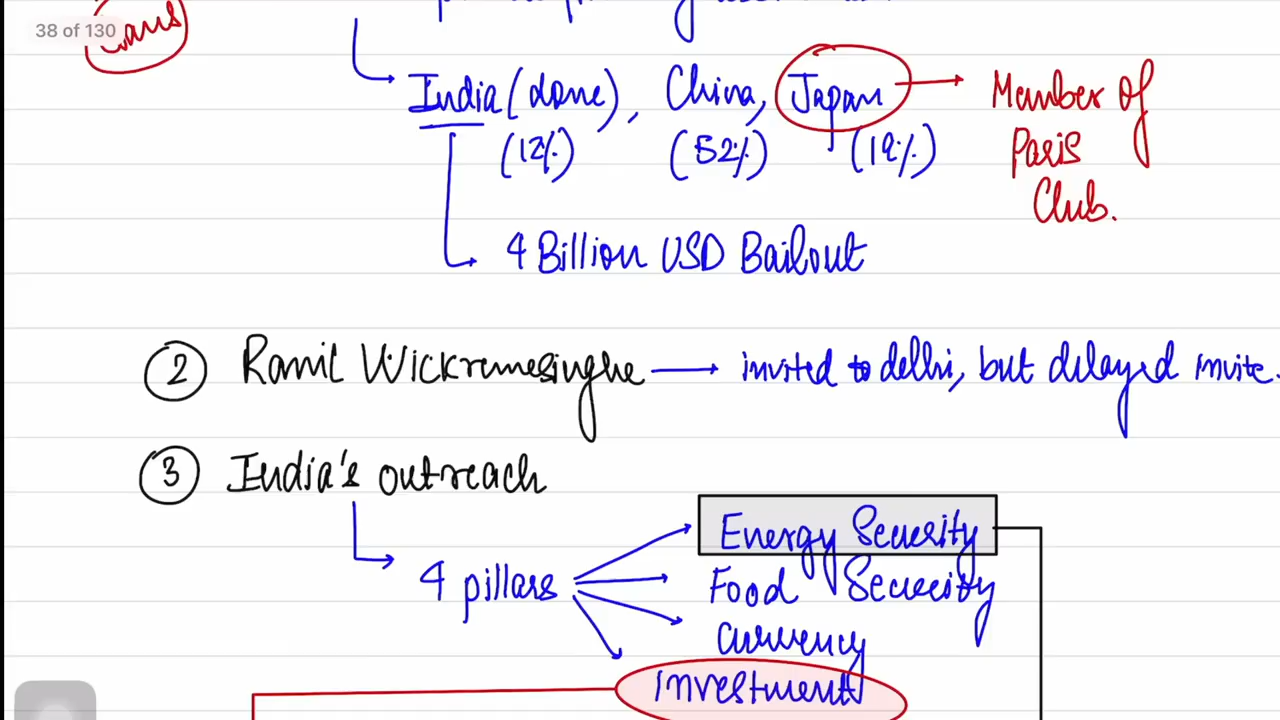 38 of 130
India (done), China, Japan → Member of
(12%) (52%) (19%) Paris
Club.
4 Billion USD Bailout
② Ranil Wickremesinghe → invited to delhi, but delayed invite.
③ India's outreach
4 pillars
Energy Security
Food Security
Currency
Investment